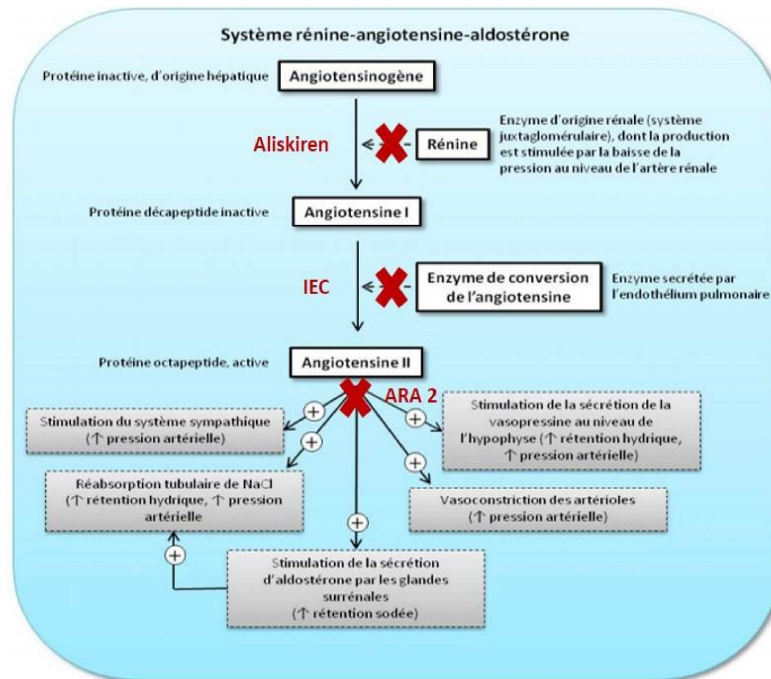 Système rénine-angiotensine-aldostérone
Protéine inactive, d'origine hépatique
Angiotensinogène
Aliskiren
Rénine
Enzyme d'origine rénale (système
juxtaglomérulaire), dont la production
est stimulée par la baisse de la
pression au niveau de l'artère rénale
Protéine décapeptide inactive
Angiotensine I
IEC
Enzyme de conversion
de l'angiotensine
Enzyme secrétée par
l'endothélium pulmonaire
Protéine octapeptide, active
Angiotensine II
ARA 2
+
+
+
+
+
Stimulation du système sympathique
(↑ pression artérielle)
Stimulation de la sécrétion de la
vasopressine au niveau de
l'hypophyse (↑ rétention hydrique,
↑ pression artérielle)
Réabsorption tubulaire de NaCl
(↑ rétention hydrique, ↑ pression
artérielle
Vasoconstriction des artérioles
(↑ pression artérielle)
+
Stimulation de la sécrétion
d'aldostérone par les glandes
surrénales
(↑ rétention sodée)